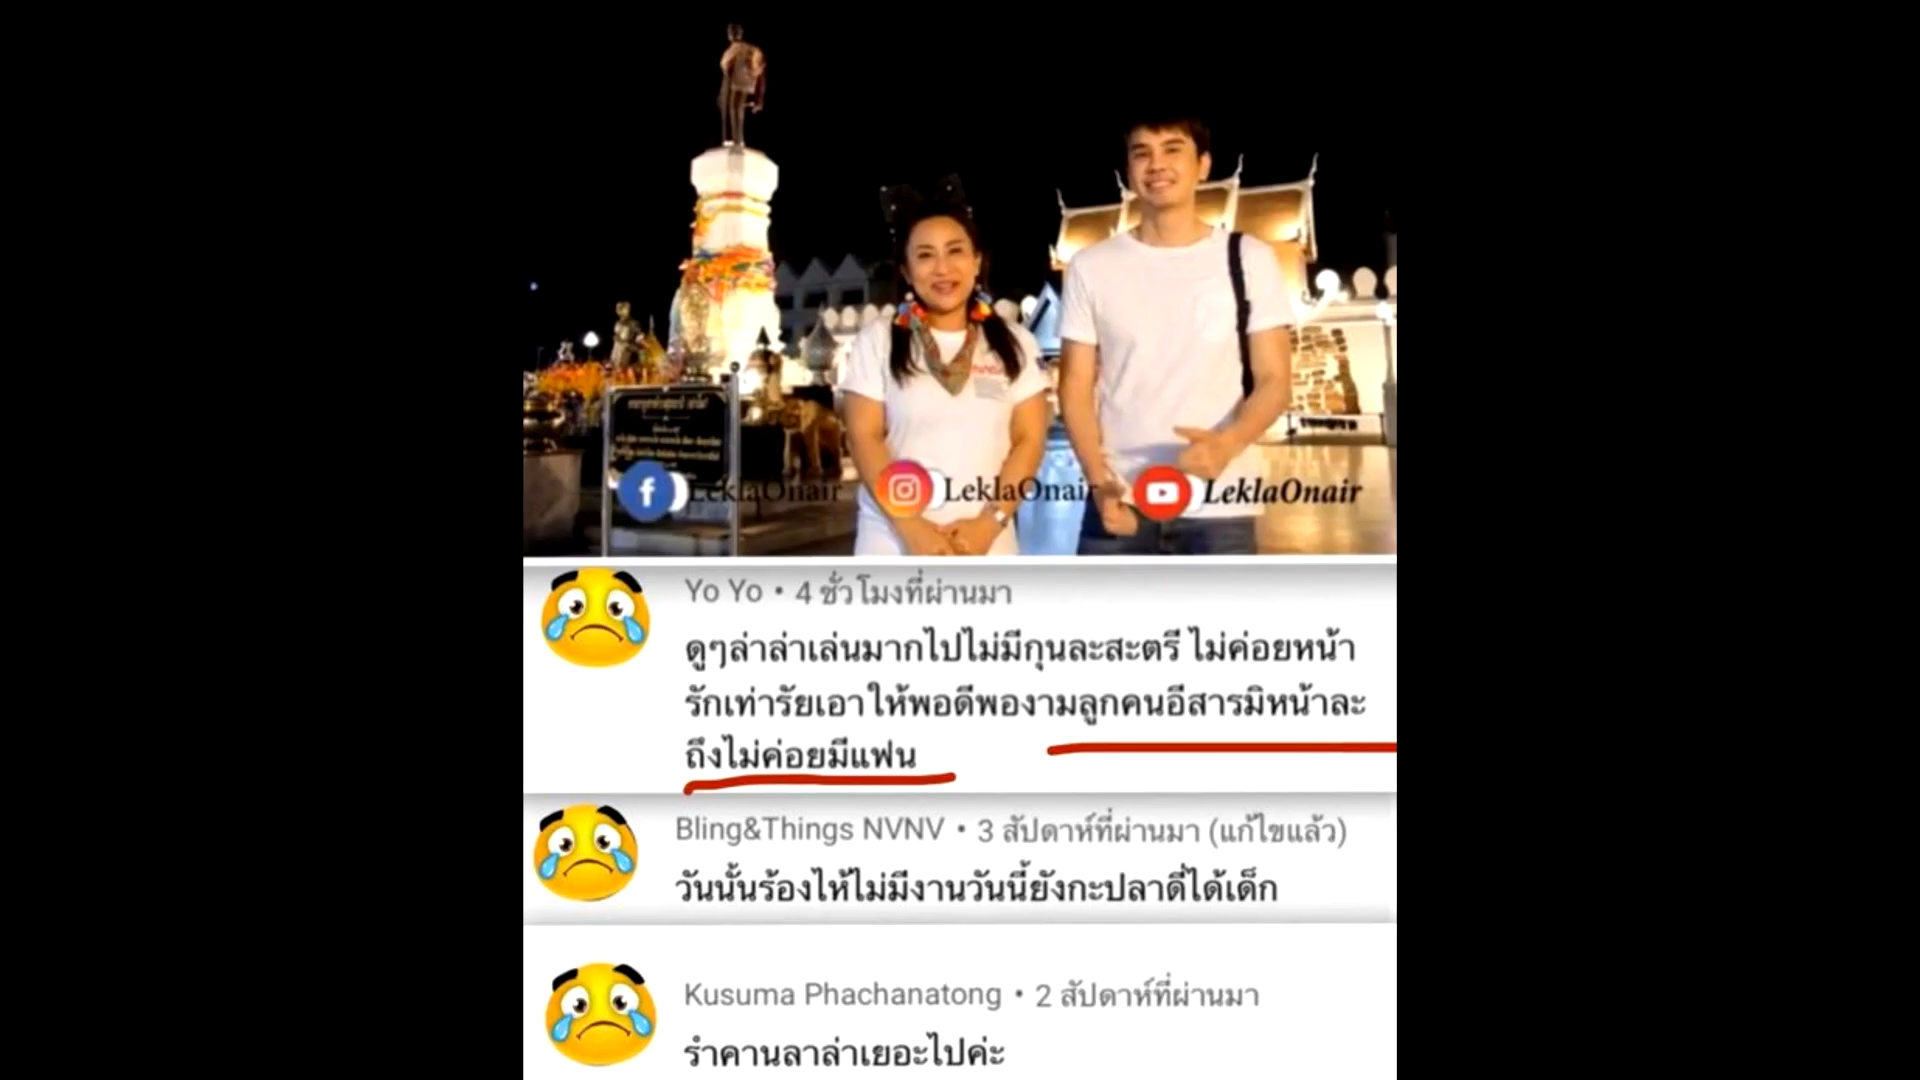 LeklaOnair
LeklaOnair
LeklaOnair
Yo Yo • 4 ชั่วโมงที่ผ่านมา
ดูๆล่าล่าเล่นมากไปไม่มีกุนละสะตรี ไม่ค่อยหน้า
รักเท่ารัยเอาให้พอดีพองามลูกคนอีสารมิหน้าละ
ถึงไม่ค่อยมีแฟน
Bling&Things NVNV • 3 สัปดาห์ที่ผ่านมา (แก้ไขแล้ว)
วันนั้นร้องไห้ไม่มีงานวันนี้ยังกะปลาดี่ได้เด็ก
Kusuma Phachanatong • 2 สัปดาห์ที่ผ่านมา
รำคานลาล่าเยอะไปค่ะ